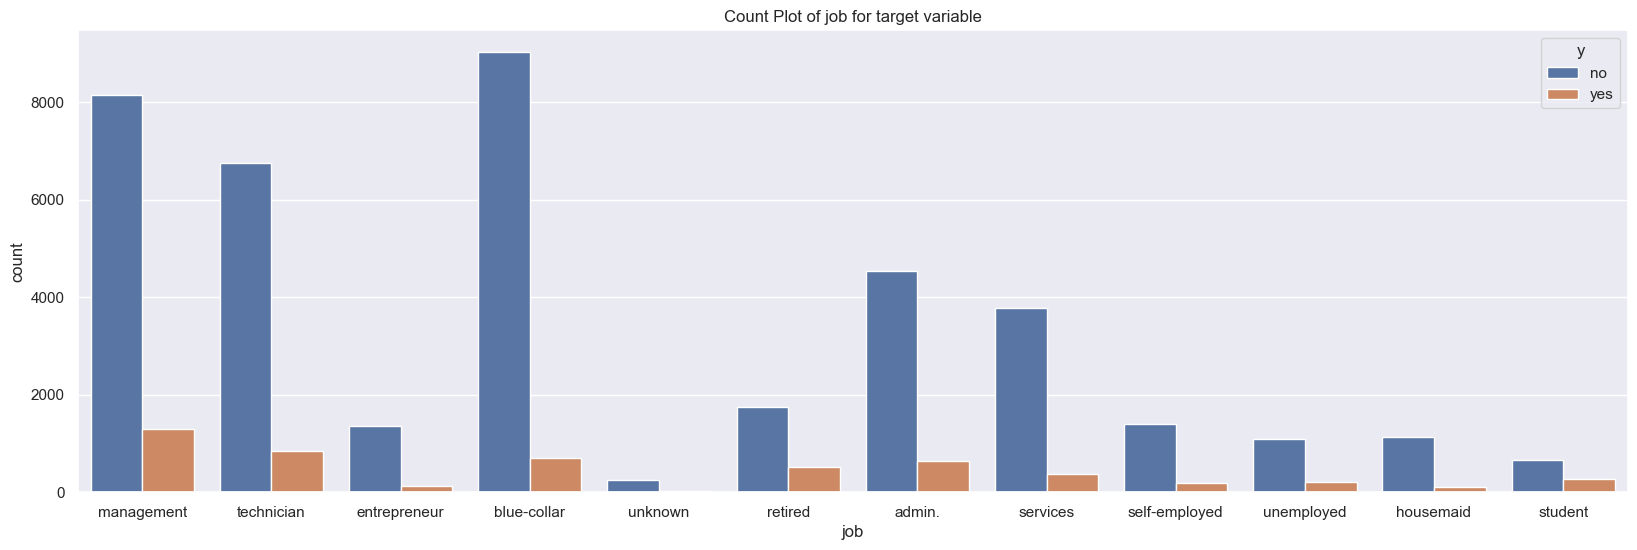 Count Plot of job for target variable
y
no
yes
8000
6000
4000
2000
0
count
management technician entrepreneur blue-collar unknown retired admin. services self-employed unemployed housemaid student
job